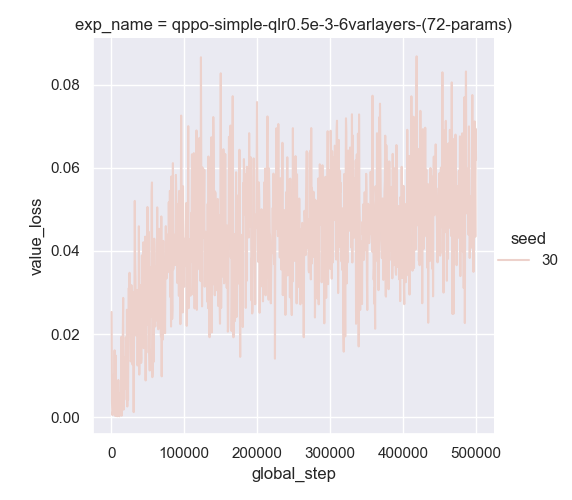 exp_name = qppo-simple-qlr0.5e-3-6varlayers-(72-params)
0.08
0.06
0.04
0.02
0.00
value_loss
seed
30
0 100000 200000 300000 400000 500000
global_step